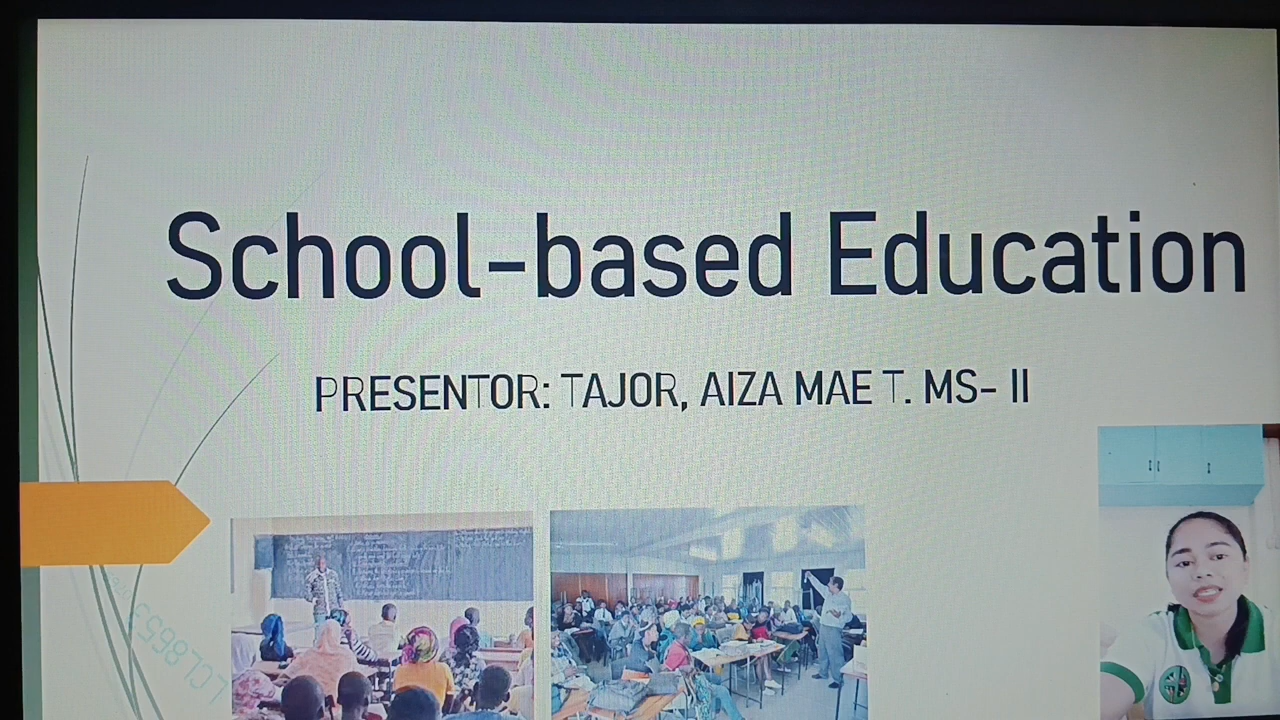 School-based Education
PRESENTOR: TAJOR, AIZA MAE T. MS- II